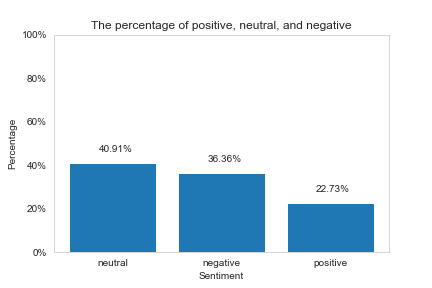 The percentage of positive, neutral, and negative
100%
80%
60%
40%
20%
0%
Percentage
40.91%
36.36%
22.73%
neutral
negative
positive
Sentiment